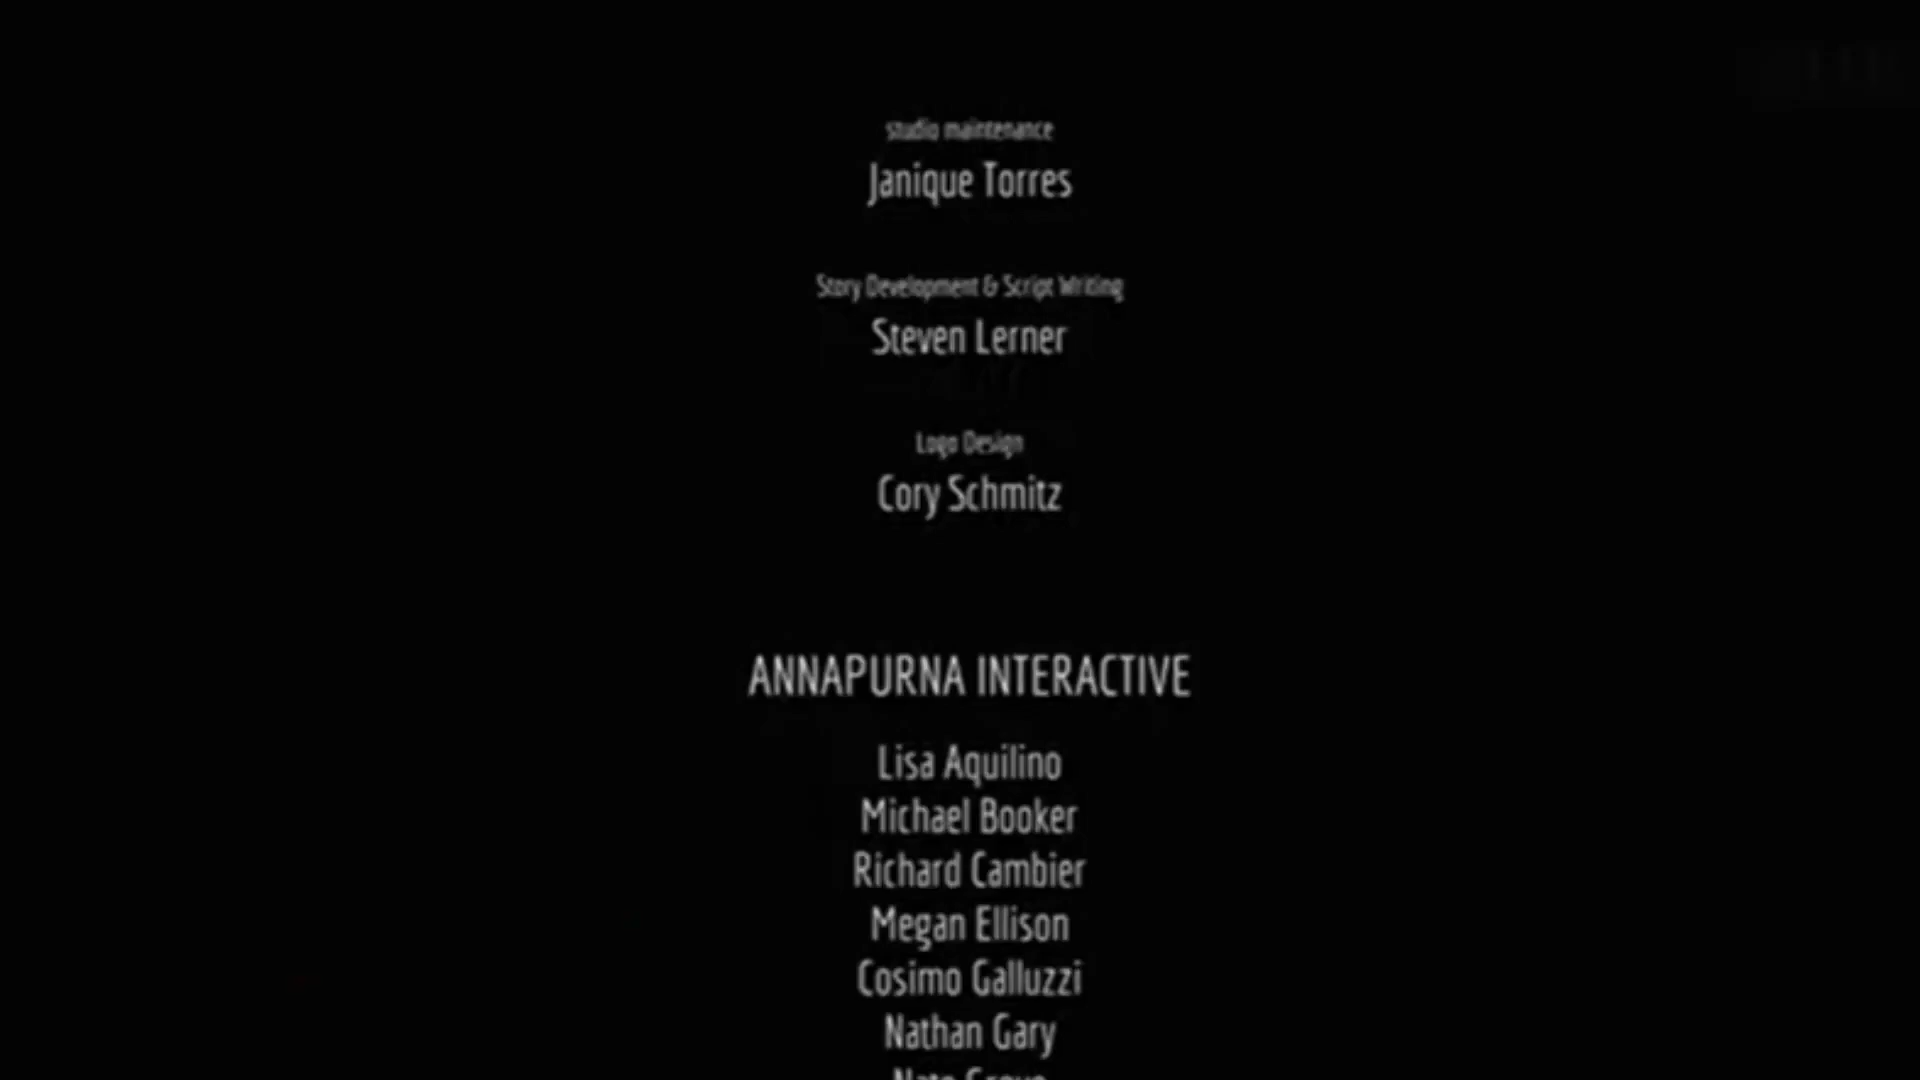 studio maintenance
Janique Torres
Story Development & Script Writing
Steven Lerner
Logo Design
Cory Schmitz
ANNAPURNA INTERACTIVE
Lisa Aquilino
Michael Booker
Richard Cambier
Megan Ellison
Cosimo Galluzzi
Nathan Gary